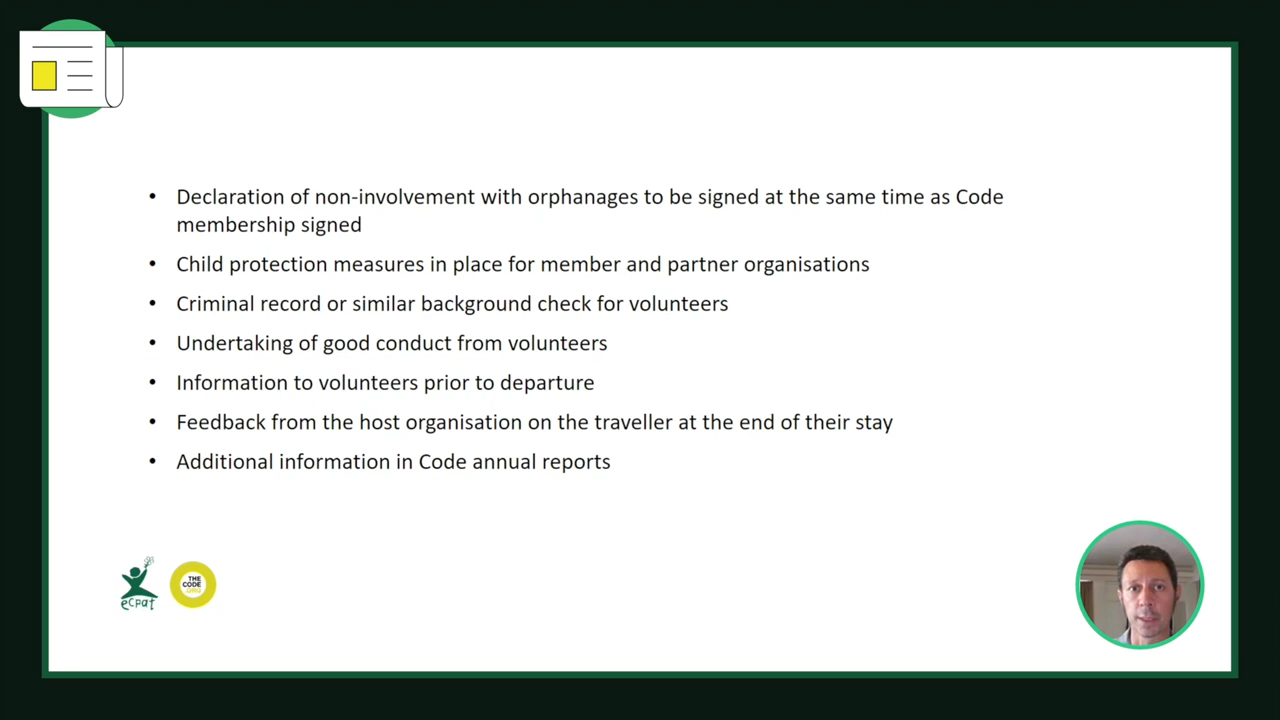 • Declaration of non-involvement with orphanages to be signed at the same time as Code
membership signed
• Child protection measures in place for member and partner organisations
• Criminal record or similar background check for volunteers
• Undertaking of good conduct from volunteers
• Information to volunteers prior to departure
• Feedback from the host organisation on the traveller at the end of their stay
• Additional information in Code annual reports
ecpat
THE
CODE
.ORG